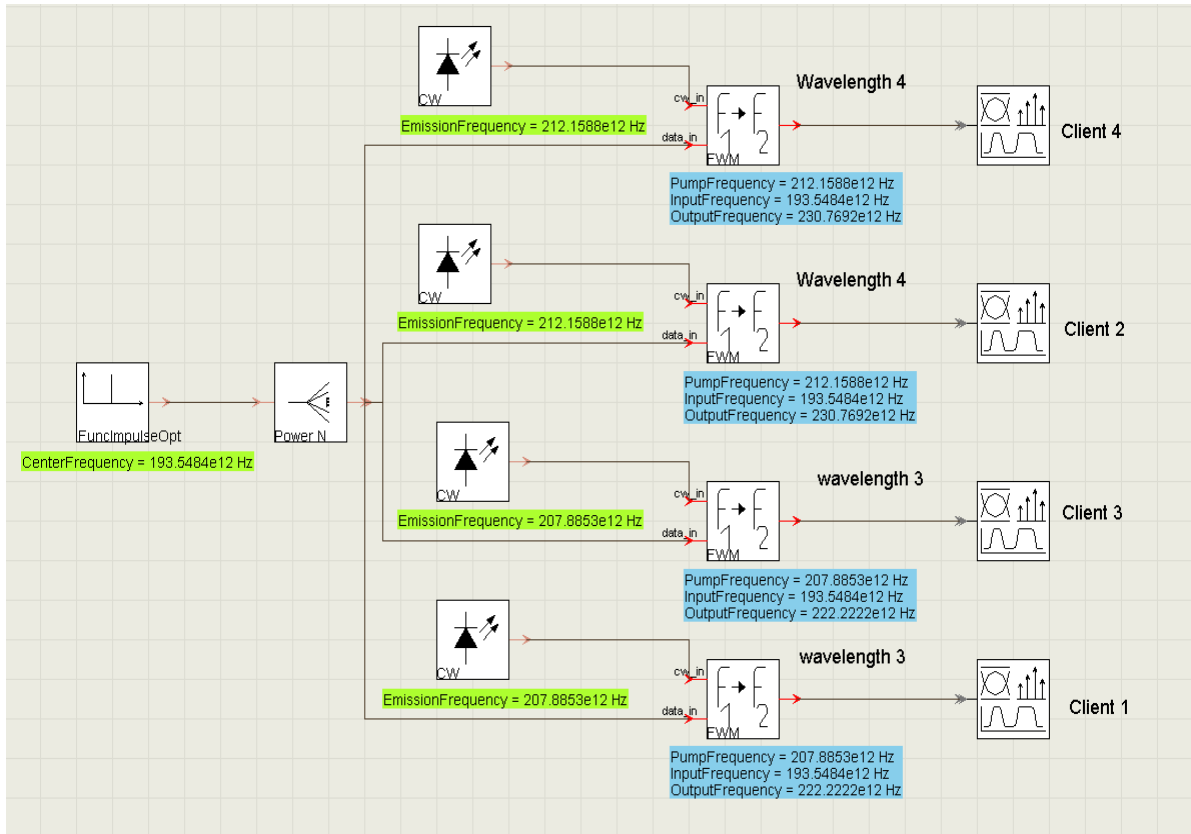 CW
EmissionFrequency = 212.1588e12 Hz
cw_in
data_in
FWM
Wavelength 4
PumpFrequency = 212.1588e12 Hz
InputFrequency = 193.5484e12 Hz
OutputFrequency = 230.7692e12 Hz
Client 4
CW
EmissionFrequency = 212.1588e12 Hz
cw_in
data_in
FWM
Wavelength 4
PumpFrequency = 212.1588e12 Hz
InputFrequency = 193.5484e12 Hz
OutputFrequency = 230.7692e12 Hz
Client 2
FuncImpulseOpt
CenterFrequency = 193.5484e12 Hz
Power N
CW
EmissionFrequency = 207.8853e12 Hz
cw_in
data_in
FWM
wavelength 3
PumpFrequency = 207.8853e12 Hz
InputFrequency = 193.5484e12 Hz
OutputFrequency = 222.2222e12 Hz
Client 3
CW
EmissionFrequency = 207.8853e12 Hz
cw_in
data_in
FWM
wavelength 3
PumpFrequency = 207.8853e12 Hz
InputFrequency = 193.5484e12 Hz
OutputFrequency = 222.2222e12 Hz
Client 1